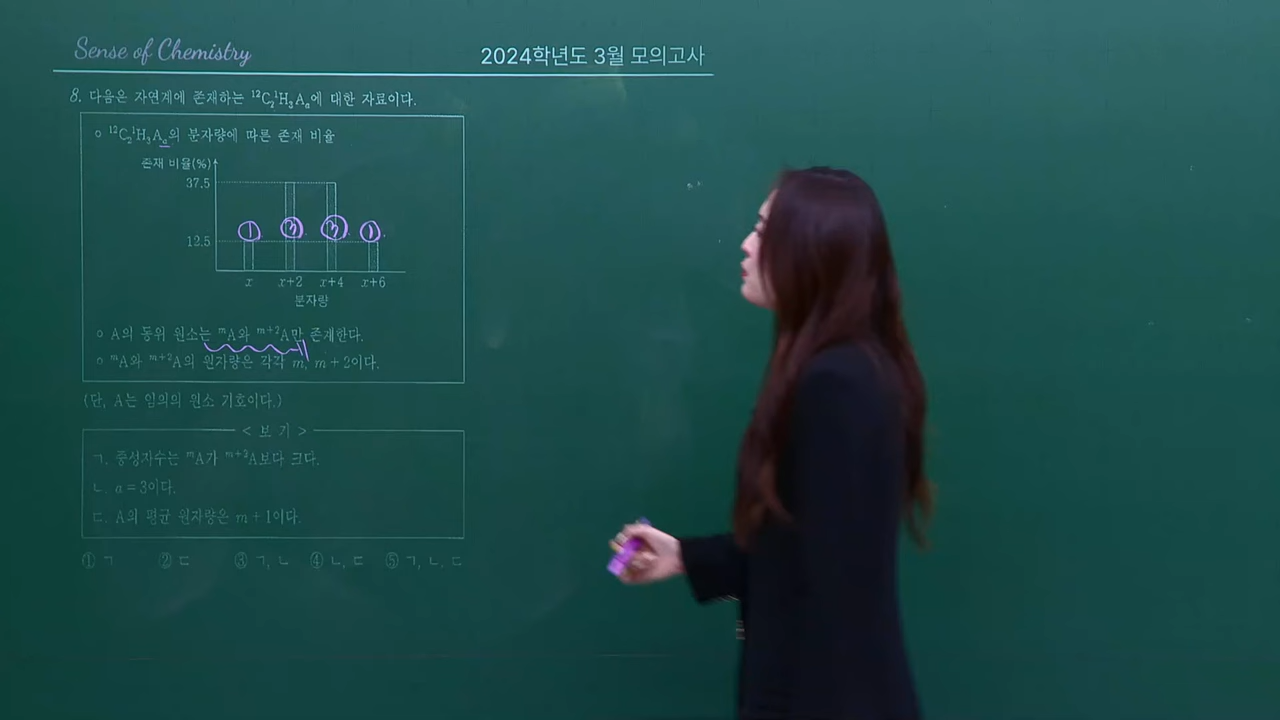 Sense of Chemistry
2024학년도 3월 모의고사
8. 다음은 자연계에 존재하는 ¹²C₂¹H₃Aₐ에 대한 자료이다.
○ ¹²C₂¹H₃Aₐ의 분자량에 따른 존재 비율
존재 비율(%)
37.5
① ③ ③ ①
12.5
x x+2 x+4 x+6
분자량
○ A의 동위 원소는 ᵐA와 ᵐ⁺²A만 존재한다.
○ ᵐA와 ᵐ⁺²A의 원자량은 각각 m, m+2이다.
(단, A는 임의의 원소 기호이다.)
< 보 기 >
ㄱ. 중성자수는 ᵐA가 ᵐ⁺²A보다 크다.
ㄴ. a=3이다.
ㄷ. A의 평균 원자량은 m+1이다.
① ㄱ ② ㄷ ③ ㄱ, ㄴ ④ ㄴ, ㄷ ⑤ ㄱ, ㄴ, ㄷ